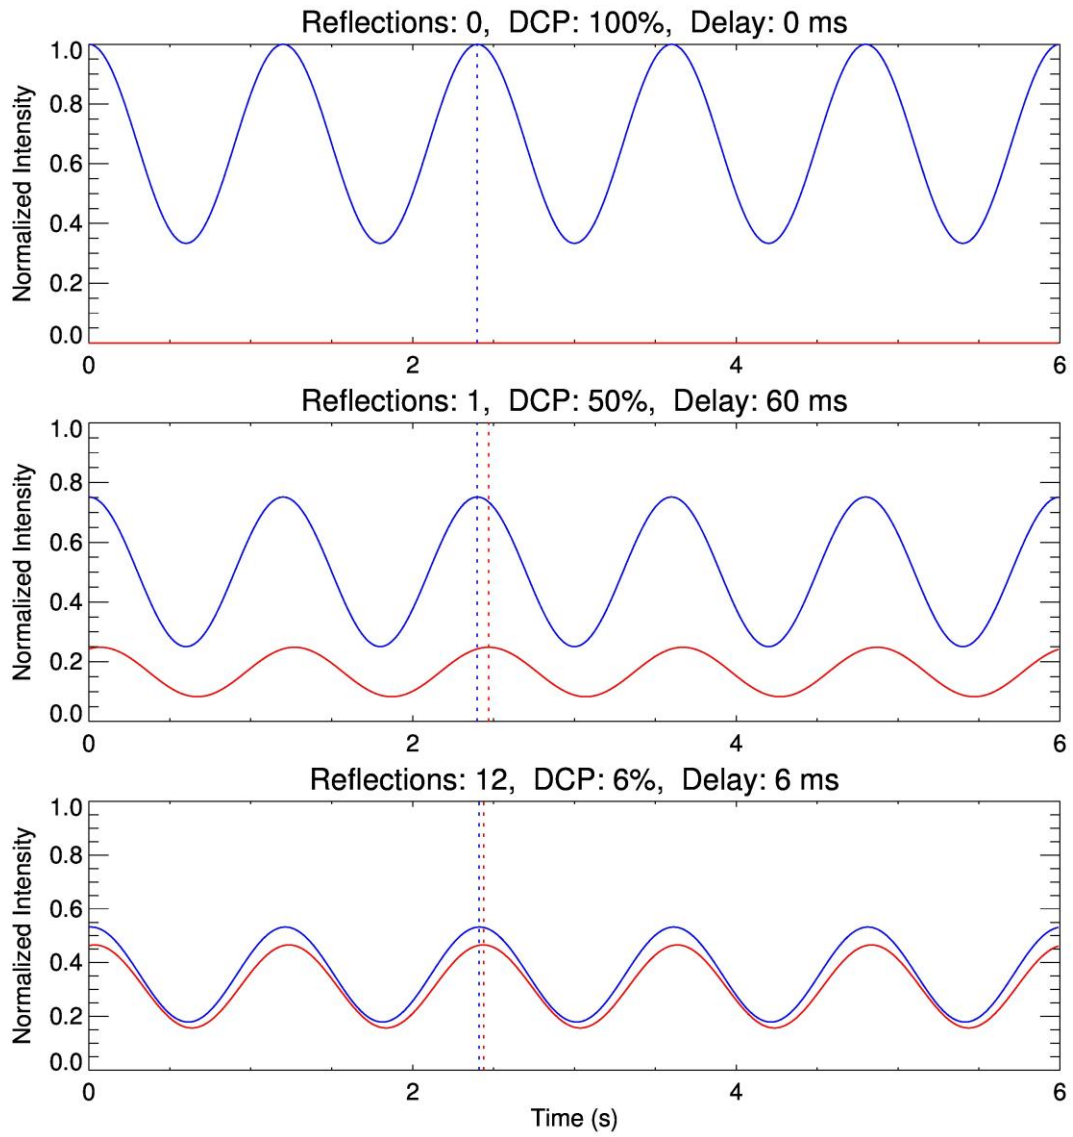 Reflections: 0, DCP: 100%, Delay: 0 ms
Normalized Intensity
1.0
0.8
0.6
0.4
0.2
0.0
0 2 4 6
Reflections: 1, DCP: 50%, Delay: 60 ms
Normalized Intensity
1.0
0.8
0.6
0.4
0.2
0.0
0 2 4 6
Reflections: 12, DCP: 6%, Delay: 6 ms
Normalized Intensity
1.0
0.8
0.6
0.4
0.2
0.0
0 2 4 6
Time (s)